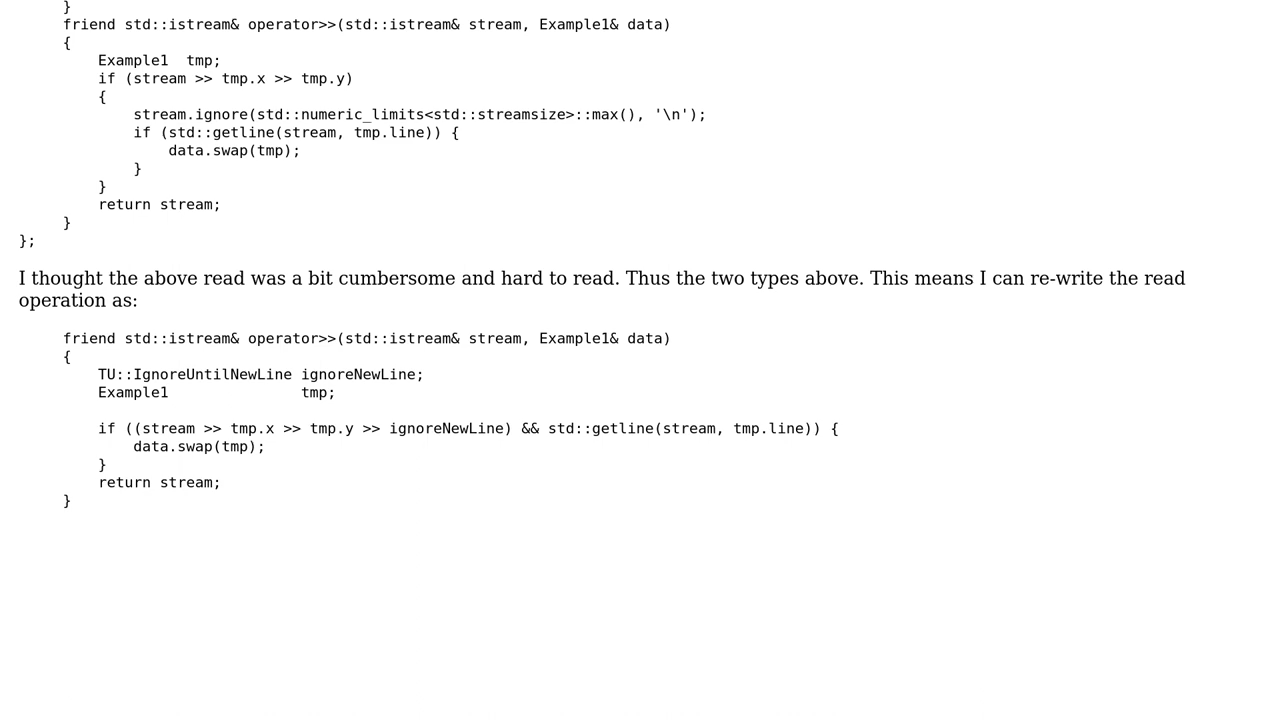 }
friend std::istream& operator>>(std::istream& stream, Example1& data)
{
Example1  tmp;
if (stream >> tmp.x >> tmp.y)
{
stream.ignore(std::numeric_limits<std::streamsize>::max(), '\n');
if (std::getline(stream, tmp.line)) {
data.swap(tmp);
}
}
return stream;
}
};
I thought the above read was a bit cumbersome and hard to read. Thus the two types above. This means I can re-write the read
operation as:
friend std::istream& operator>>(std::istream& stream, Example1& data)
{
TU::IgnoreUntilNewLine ignoreNewLine;
Example1               tmp;
if ((stream >> tmp.x >> tmp.y >> ignoreNewLine) && std::getline(stream, tmp.line)) {
data.swap(tmp);
}
return stream;
}